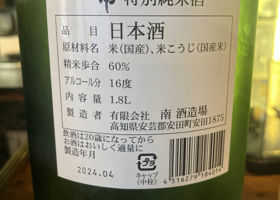 特別純米酒
品目 日本酒
原材料名 米(国産)、米こうじ(国産米)
精米歩合 60%
アルコール分 16度
内容量 1.8L
製造者 有限会社 南 酒造場
高知県安芸郡安田町安田1875
飲酒は20歳になってから
お酒はおいしく適量に
製造年月
2024.04
キャップ
(中栓)
4516279184014